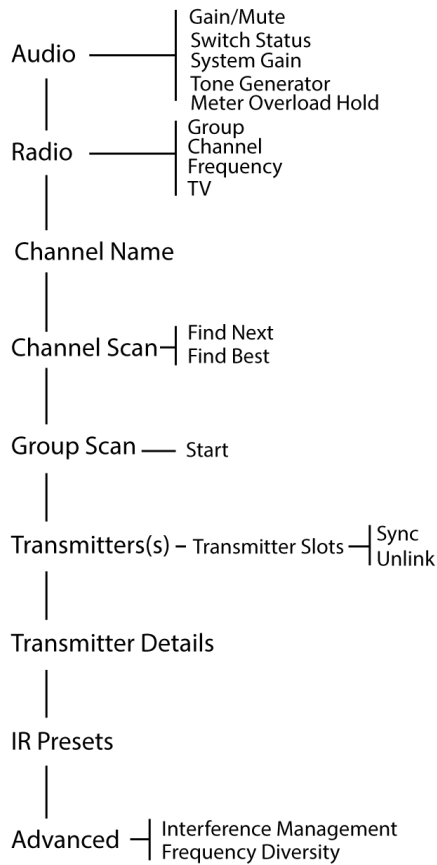 Audio
Gain/Mute
Switch Status
System Gain
Tone Generator
Meter Overload Hold
Radio
Group
Channel
Frequency
TV
Channel Name
Channel Scan
Find Next
Find Best
Group Scan
Start
Transmitters(s)
Transmitter Slots
Sync
Unlink
Transmitter Details
IR Presets
Advanced
Interference Management
Frequency Diversity